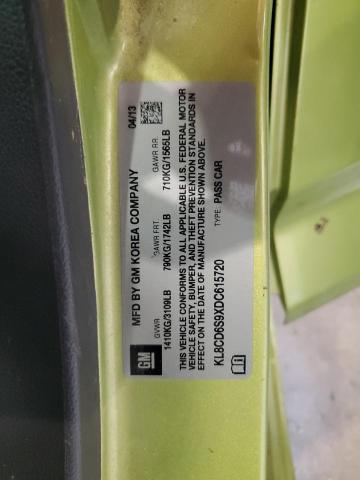 MFD BY GM KOREA COMPANY 04/13
GVWR GAWR FRT. GAWR RR.
1410KG/3109LB 790KG/1742LB 710KG/1565LB
THIS VEHICLE CONFORMS TO ALL APPLICABLE U.S. FEDERAL MOTOR
VEHICLE SAFETY, BUMPER, AND THEFT PREVENTION STANDARDS IN
EFFECT ON THE DATE OF MANUFACTURE SHOWN ABOVE.
KL8CD6S9XDC615720 TYPE: PASS CAR
GM